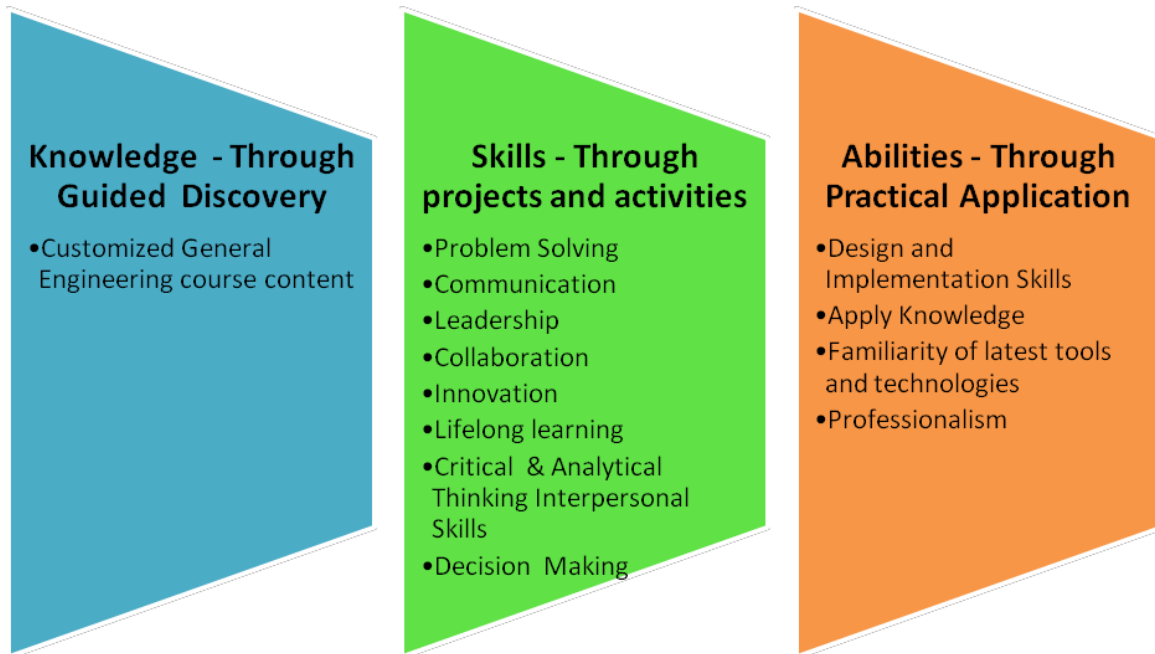 Knowledge - Through
Guided Discovery
•Customized General
Engineering course content
Skills - Through
projects and activities
•Problem Solving
•Communication
•Leadership
•Collaboration
•Innovation
•Lifelong learning
•Critical & Analytical
Thinking Interpersonal
Skills
•Decision Making
Abilities - Through
Practical Application
•Design and
Implementation Skills
•Apply Knowledge
•Familiarity of latest tools
and technologies
•Professionalism